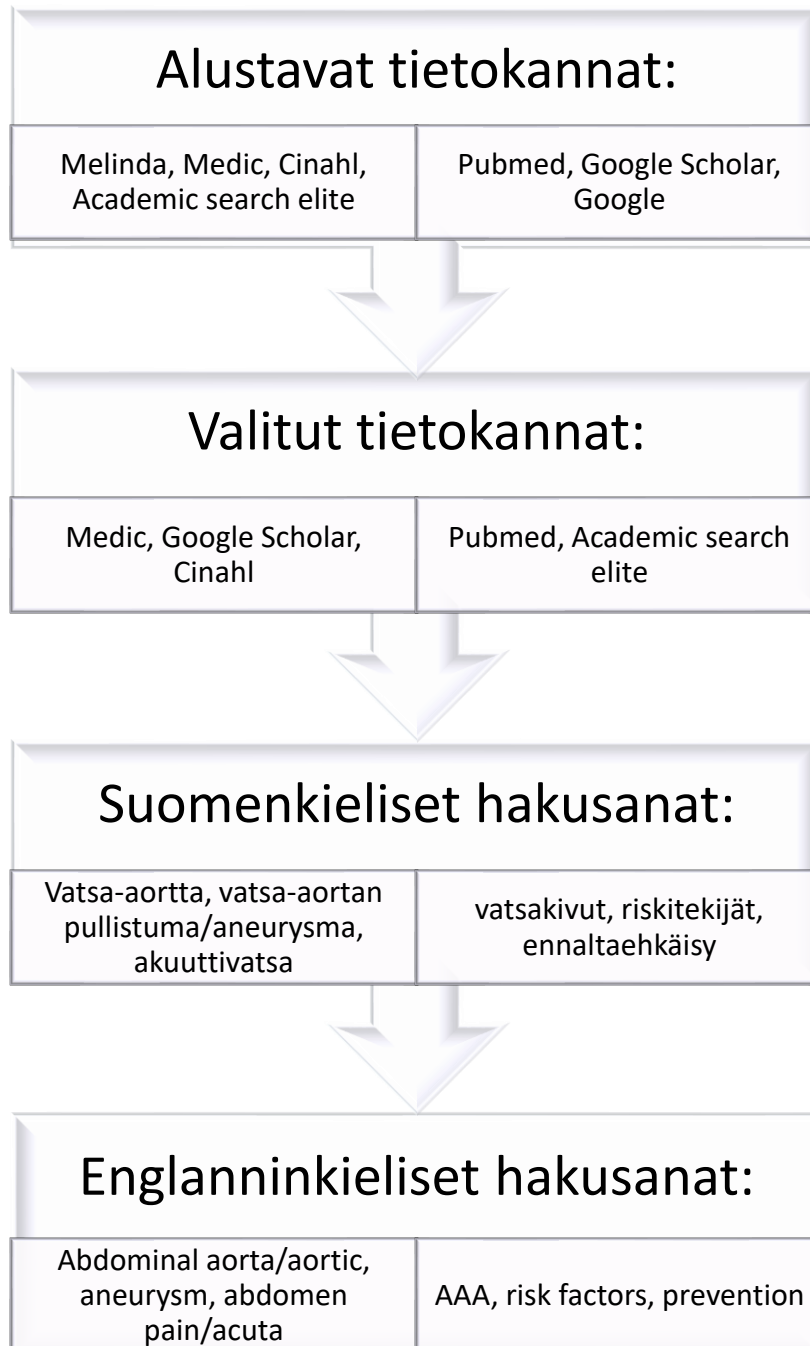 Alustavat tietokannat:
Melinda, Medic, Cinahl,
Academic search elite
Pubmed, Google Scholar,
Google
Valitut tietokannat:
Medic, Google Scholar,
Cinahl
Pubmed, Academic search
elite
Suomenkieliset hakusanat:
Vatsa-aortta, vatsa-aortan
pullistuma/aneurysma,
akuuttivatsa
vatsakivut, riskitekijät,
ennaltaehkäisy
Englanninkieliset hakusanat:
Abdominal aorta/aortic,
aneurysm, abdomen
pain/acuta
AAA, risk factors, prevention